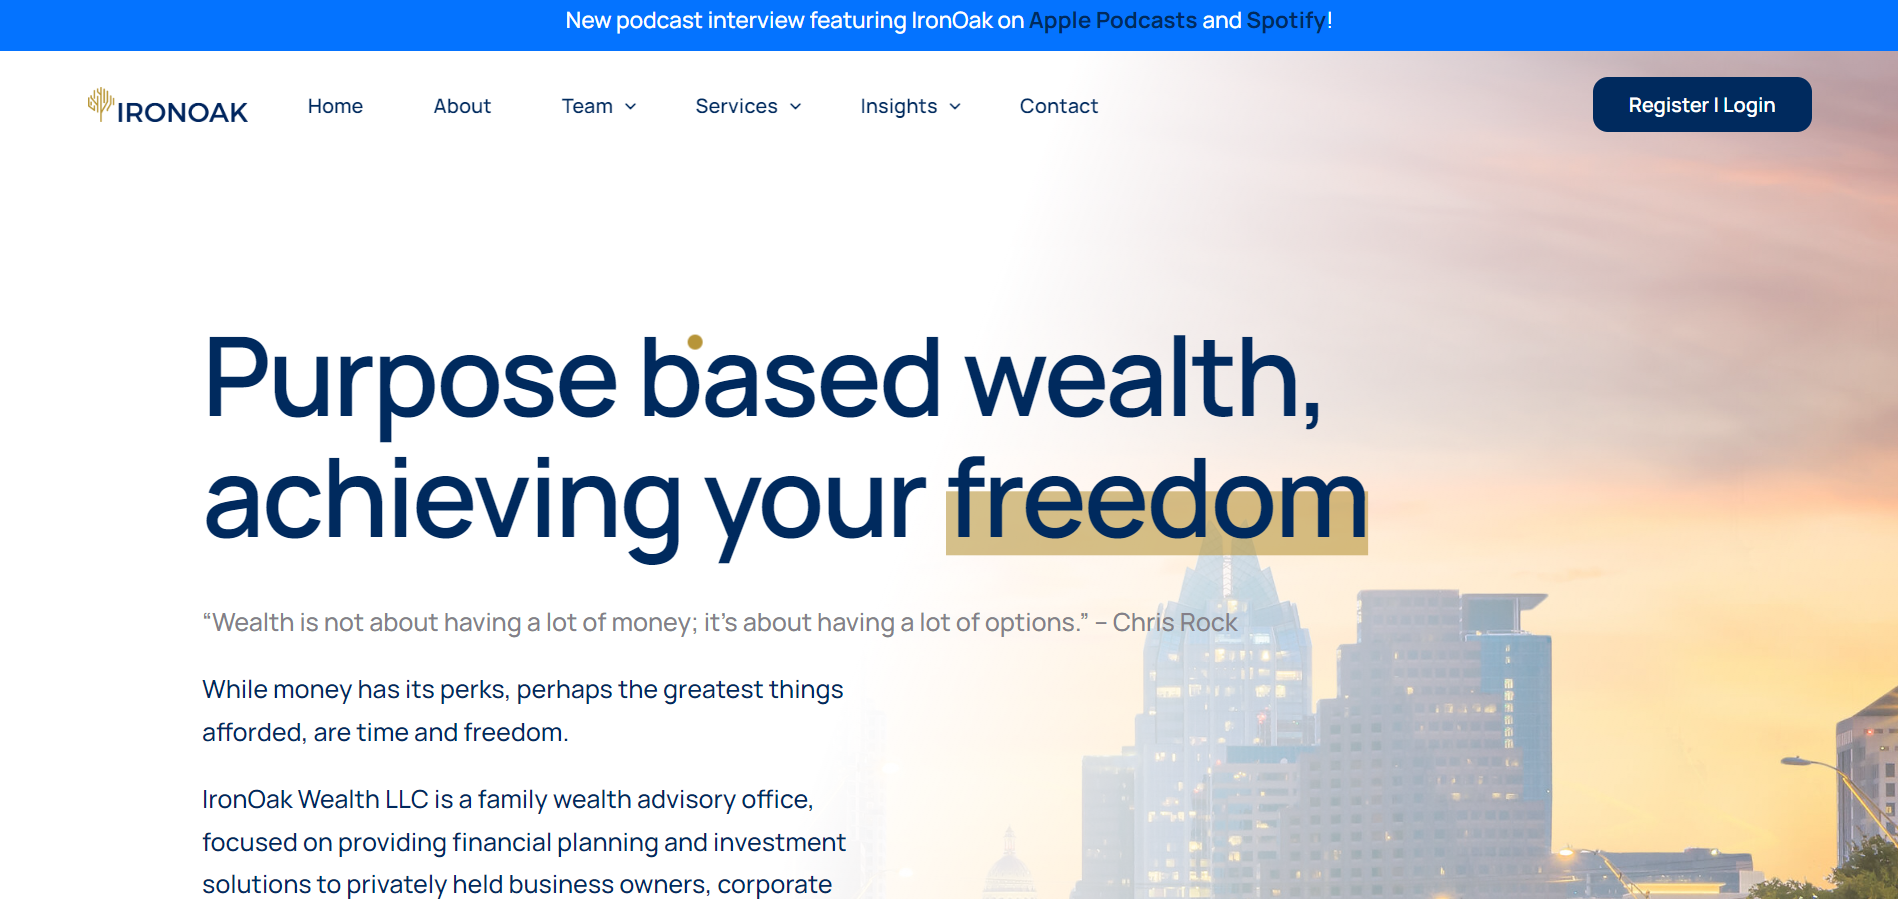 New podcast interview featuring IronOak on Apple Podcasts and Spotify!
IRONOAK
Home
About
Team
Services
Insights
Contact
Register | Login
Purpose based wealth,
achieving your freedom
“Wealth is not about having a lot of money; it’s about having a lot of options.” – Chris Rock
While money has its perks, perhaps the greatest things
afforded, are time and freedom.
IronOak Wealth LLC is a family wealth advisory office,
focused on providing financial planning and investment
solutions to privately held business owners, corporate